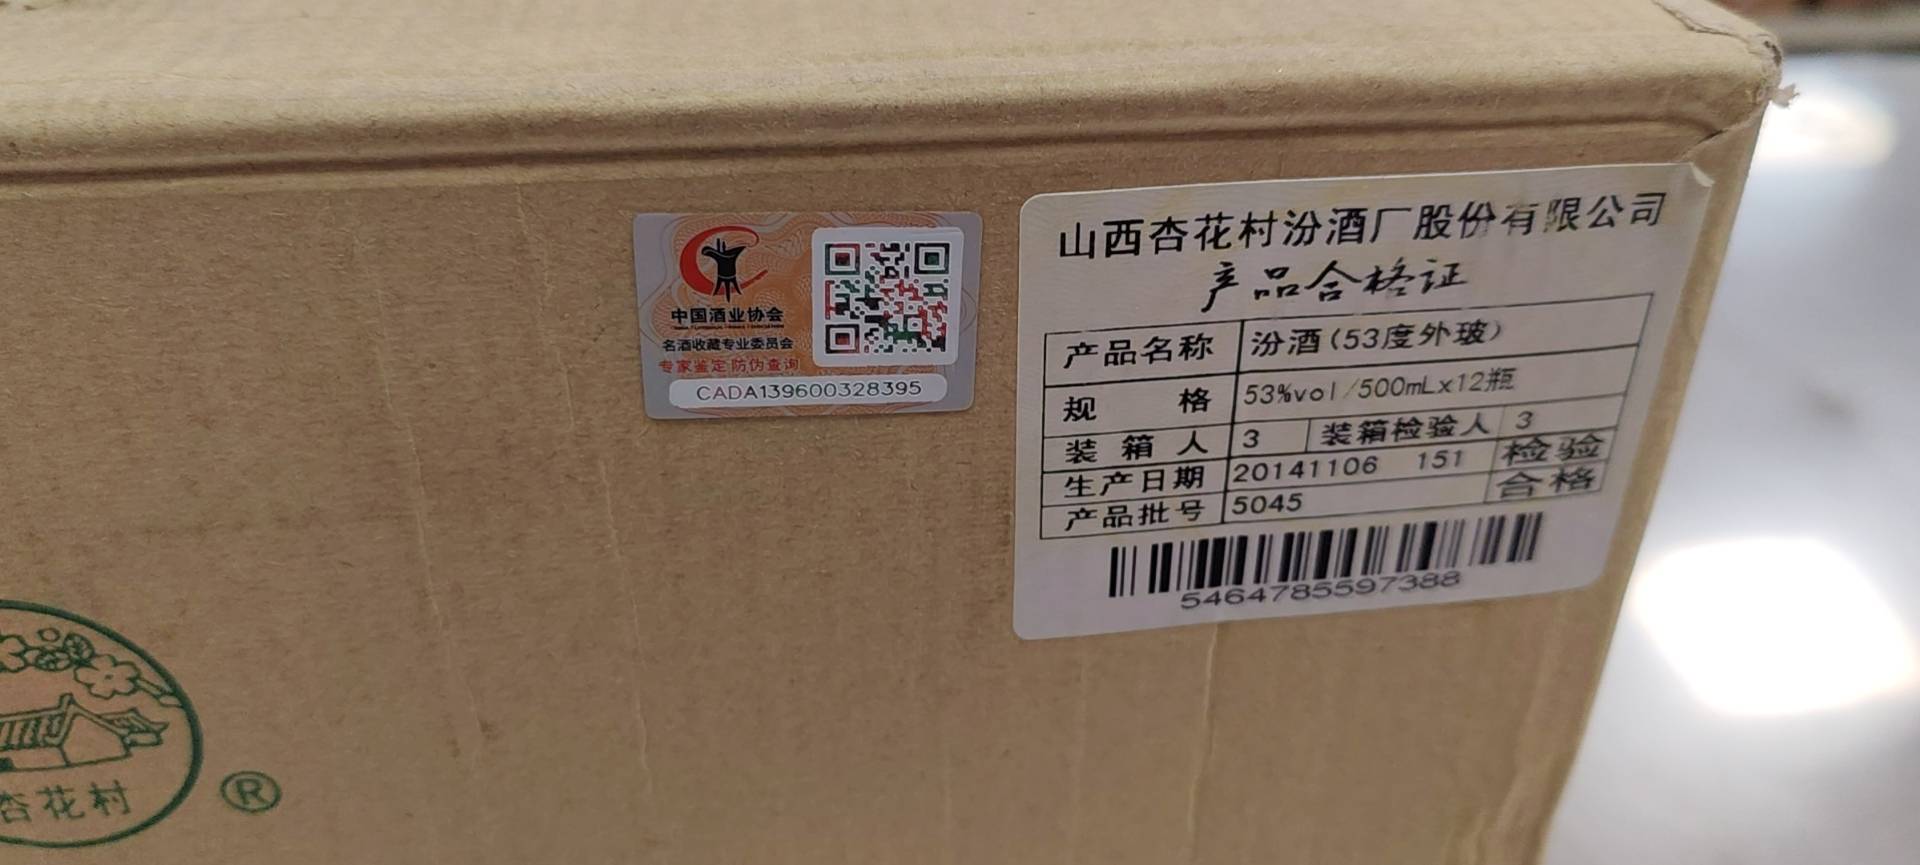 中国酒业协会
名酒收藏专业委员会
专家鉴定 防伪查询
CADA139600328395
山西杏花村汾酒厂股份有限公司
产品合格证
产品名称 汾酒(53度外玻)
规 格 53%vol/500mLx12瓶
装箱人 3 装箱检验人 3
生产日期 20141106 151 检验
产品批号 5045 合格
5464785597388
杏花村
®